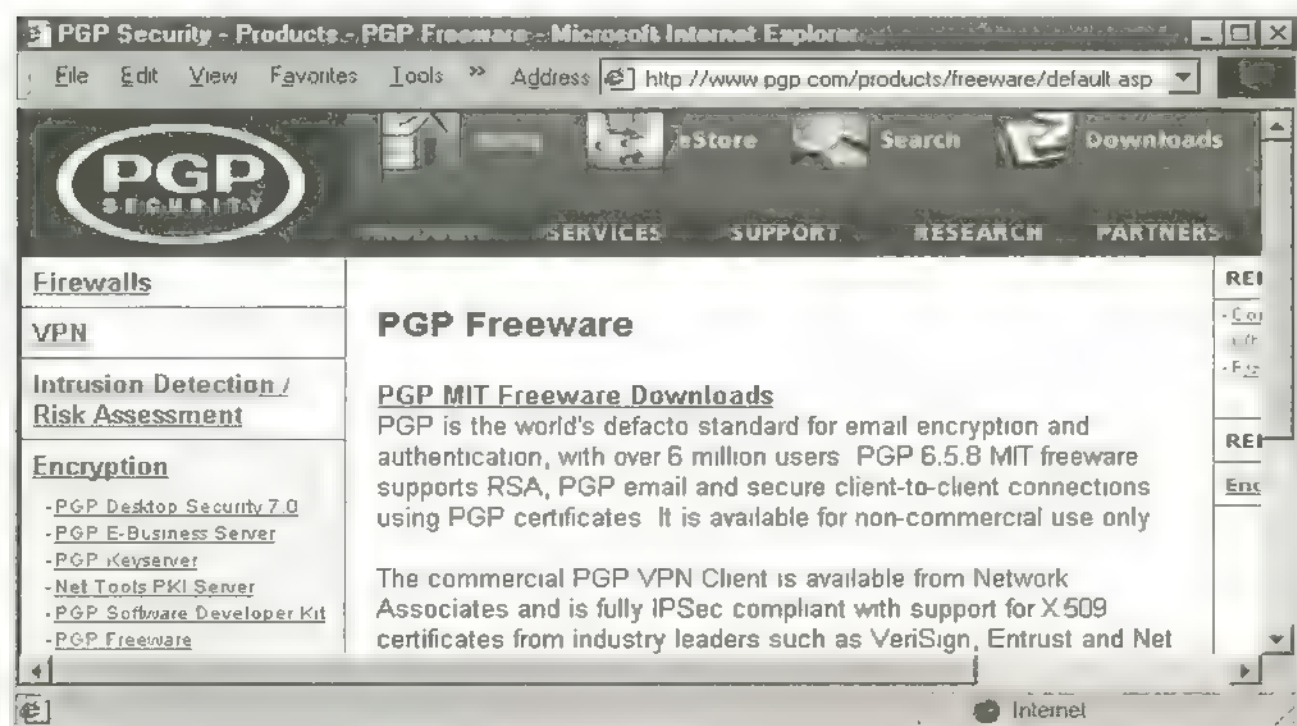 PGP Security - Products - PGP Freeware - Microsoft Internet Explorer
File Edit View Favorites Tools » Address http //www pgp com/products/freeware/default asp
PGP
SECURITY
eStore Search Downloads
SERVICES SUPPORT RESEARCH PARTNERS
Firewalls
VPN
Intrusion Detection /
Risk Assessment
Encryption
-PGP Desktop Security 7.0
-PGP E-Business Server
-PGP Keyserver
-Net Tools PKI Server
-PGP Software Developer Kit
-PGP Freeware
PGP Freeware
PGP MIT Freeware Downloads
PGP is the world's defacto standard for email encryption and
authentication, with over 6 million users PGP 6.5.8 MIT freeware
supports RSA, PGP email and secure client-to-client connections
using PGP certificates It is available for non-commercial use only
The commercial PGP VPN Client is available from Network
Associates and is fully IPSec compliant with support for X.509
certificates from industry leaders such as VeriSign, Entrust and Net
REI
REI
Enc
Internet